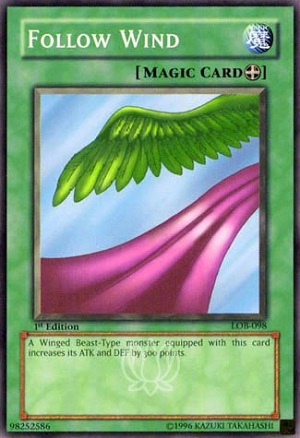 FOLLOW WIND
魔
[MAGIC CARD]
1st Edition
LOB-098
A Winged Beast-Type monster equipped with this card
increases its ATK and DEF by 300 points.
98252586
©1996 KAZUKI TAKAHASHI